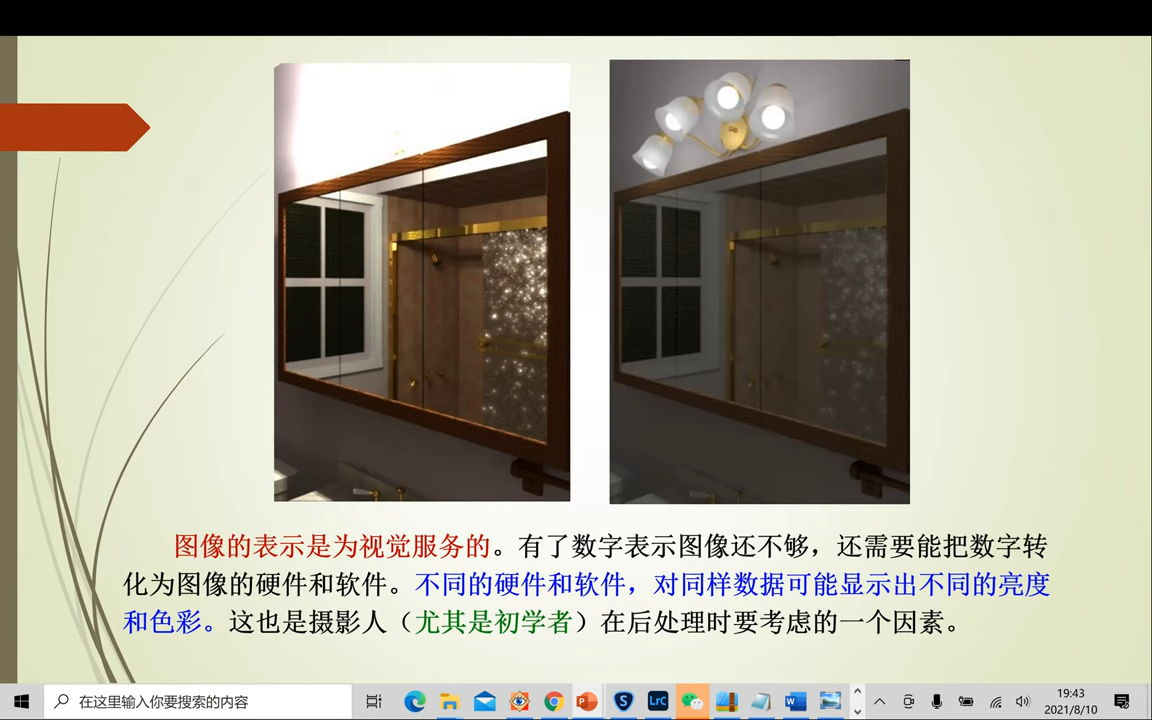 图像的表示是为视觉服务的。有了数字表示图像还不够，还需要能把数字转
化为图像的硬件和软件。不同的硬件和软件，对同样数据可能显示出不同的亮度
和色彩。这也是摄影人（尤其是初学者）在后处理时要考虑的一个因素。
在这里输入你要搜索的内容
S
LrC
P
W
19:43
2021/8/10